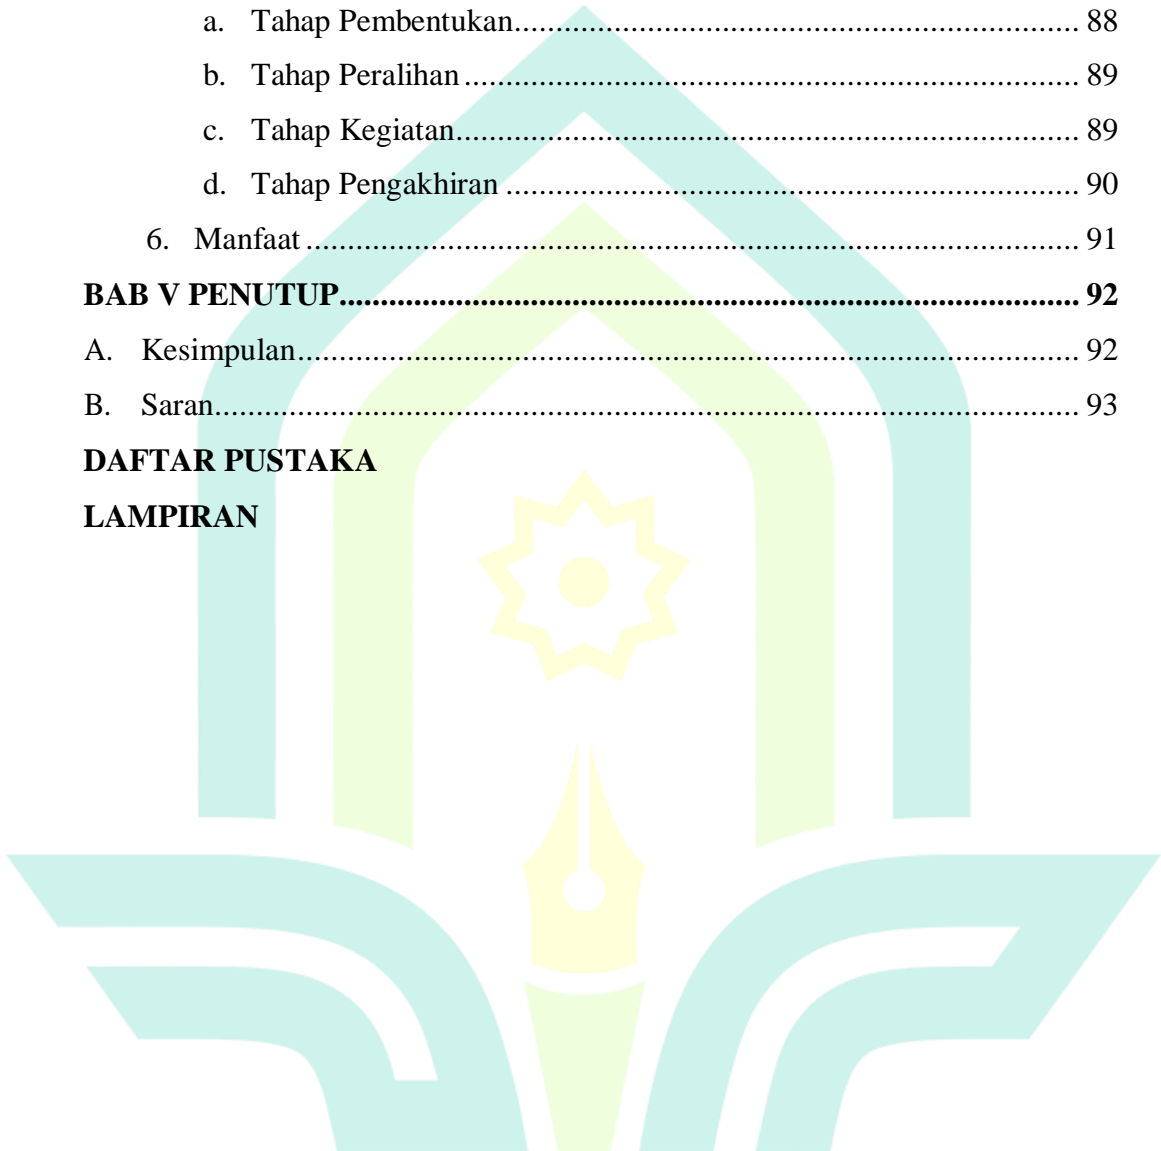 a. Tahap Pembentukan..................................................................... 88
b. Tahap Peralihan........................................................................... 89
c. Tahap Kegiatan............................................................................ 89
d. Tahap Pengakhiran...................................................................... 90
6. Manfaat.............................................................................................. 91
BAB V PENUTUP.......................................................................................... 92
A. Kesimpulan............................................................................................... 92
B. Saran......................................................................................................... 93
DAFTAR PUSTAKA
LAMPIRAN